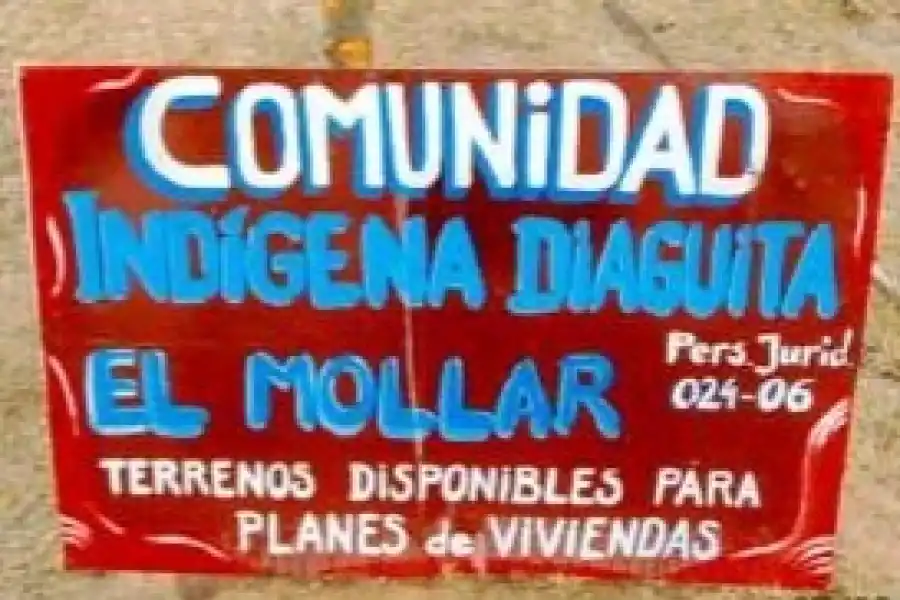 COMUNIDAD
INDÍGENA DIAGUITA
EL MOLLAR
Pers. Jurid.
024-06
TERRENOS DISPONIBLES PARA
PLANES de VIVIENDAS